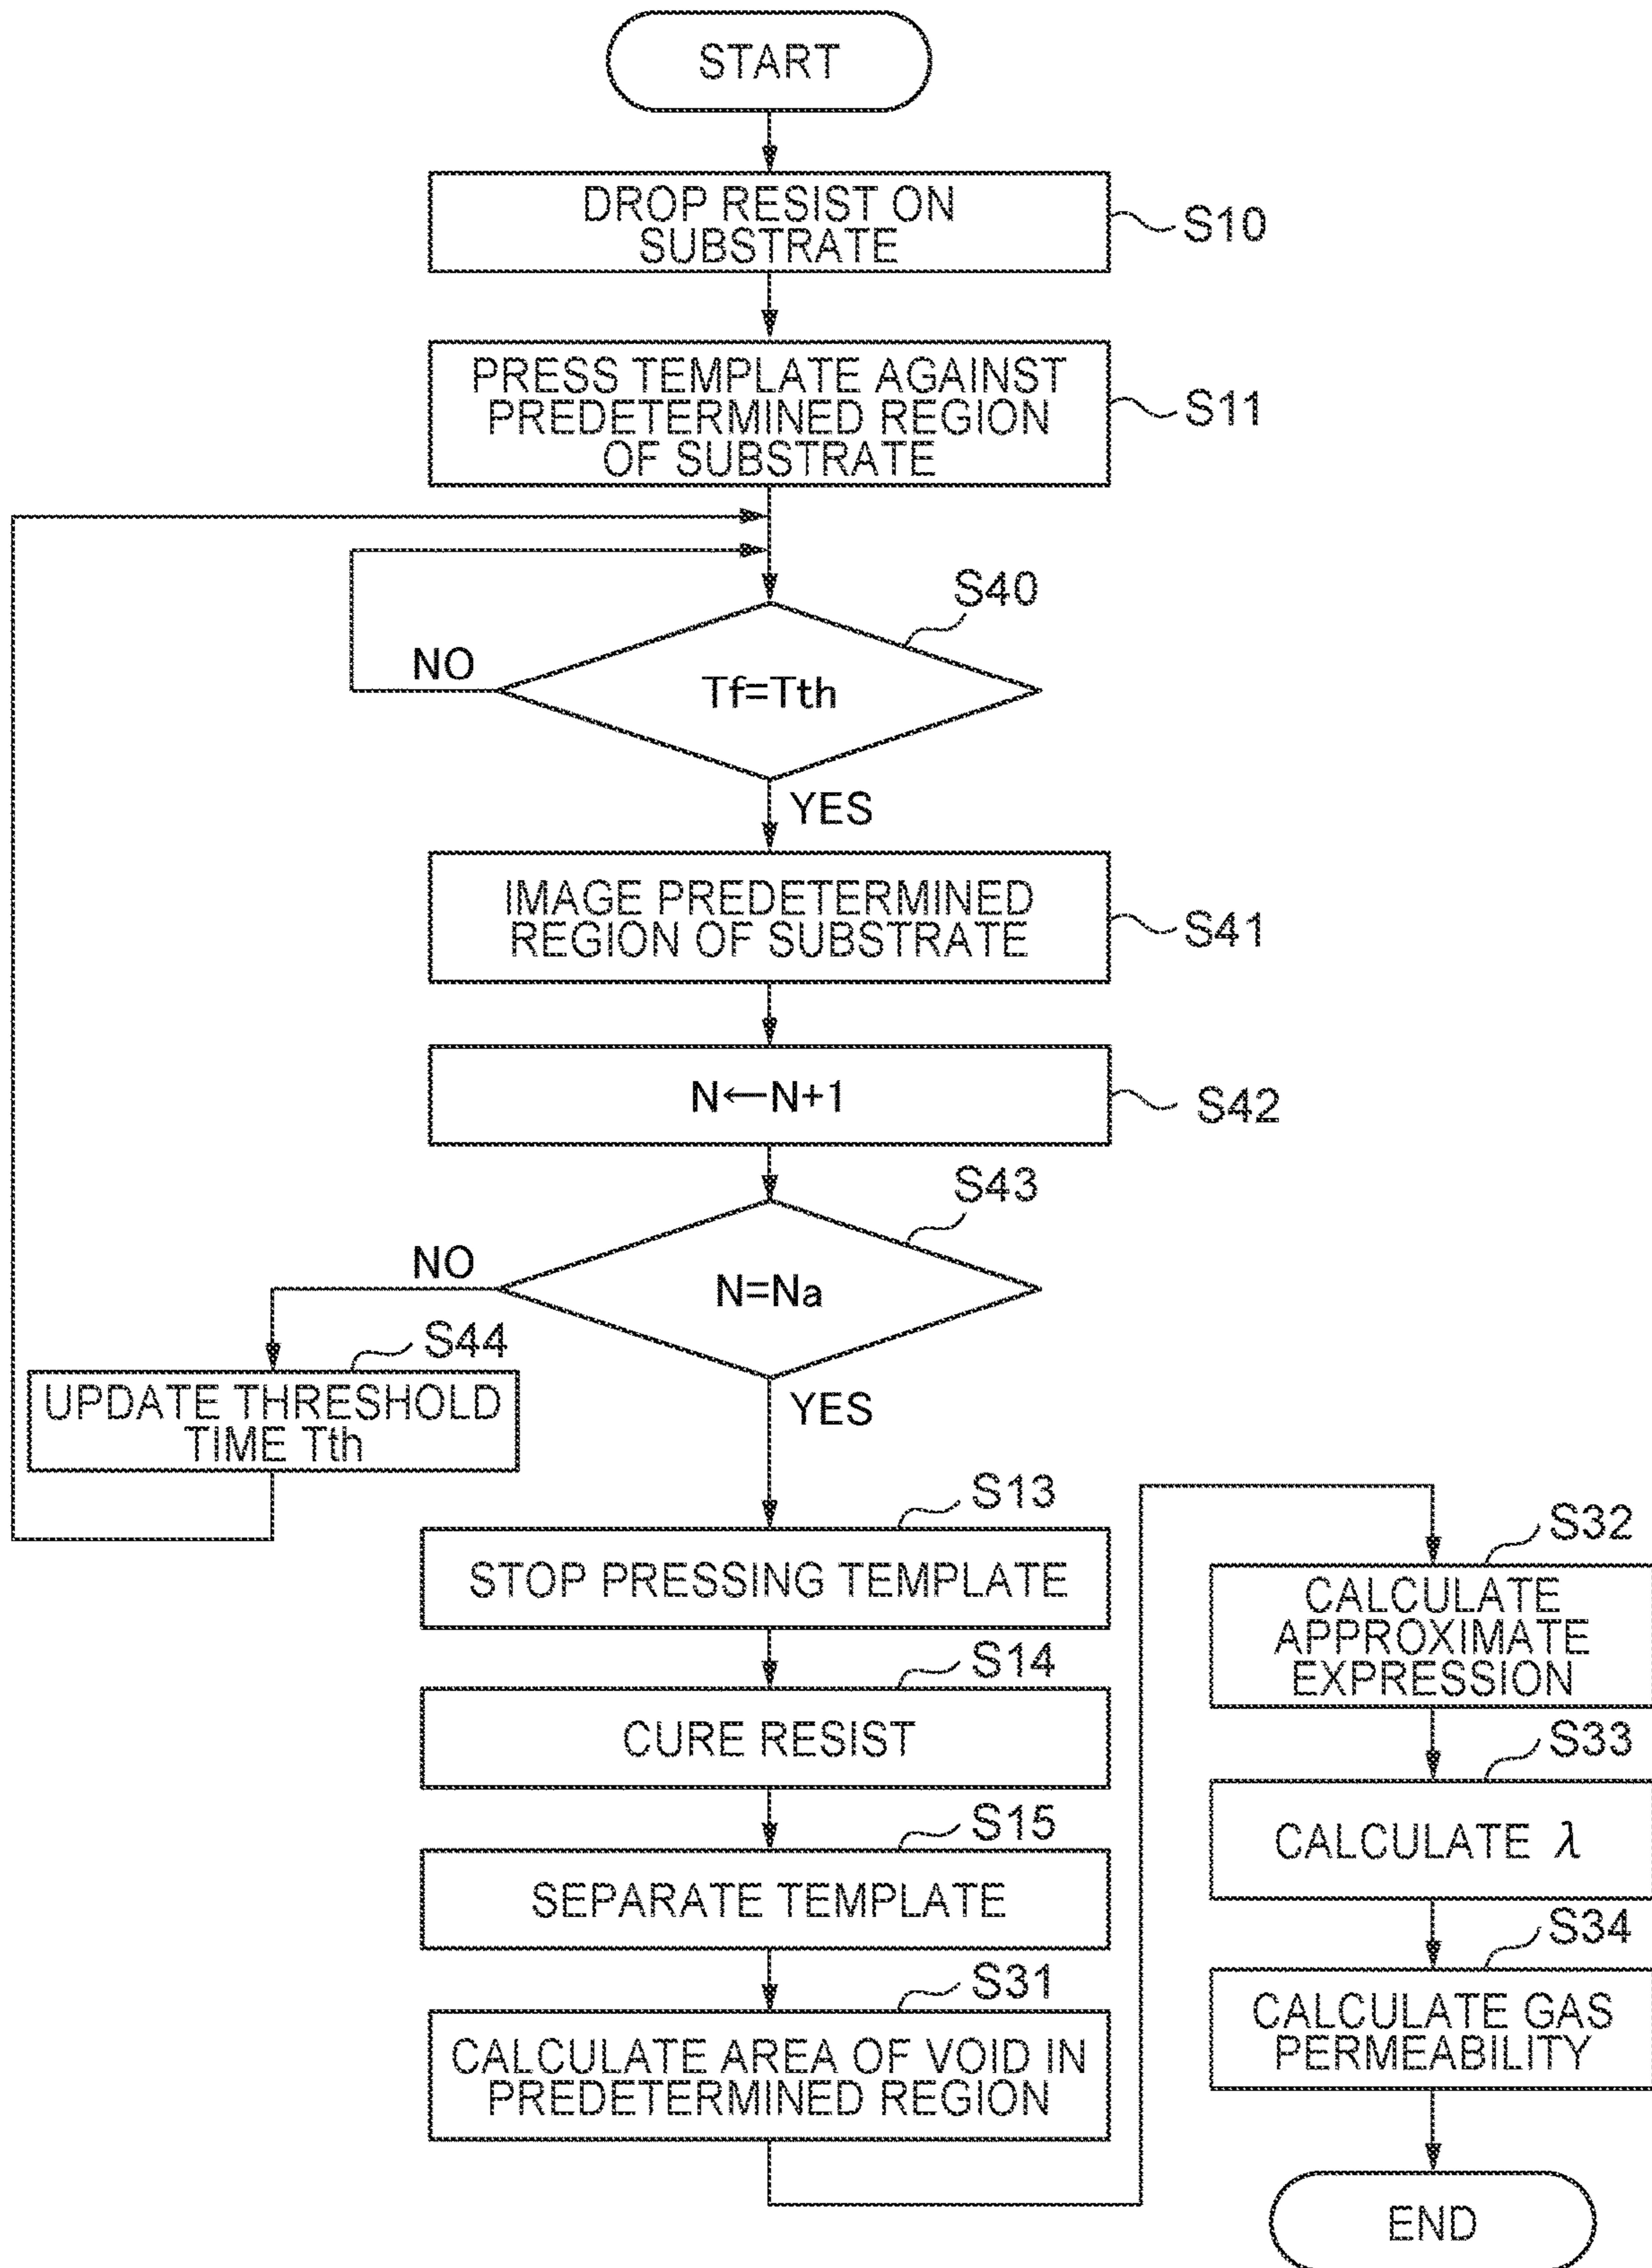 START
DROP RESIST ON
SUBSTRATE
S10
PRESS TEMPLATE AGAINST
PREDETERMINED REGION
OF SUBSTRATE
S11
S40
NO
Tf=Tth
YES
IMAGE PREDETERMINED
REGION OF SUBSTRATE
S41
N←N+1
S42
S43
NO
N=Na
S44
UPDATE THRESHOLD
TIME Tth
YES
S13
STOP PRESSING TEMPLATE
S14
CURE RESIST
S15
SEPARATE TEMPLATE
S31
CALCULATE AREA OF VOID IN
PREDETERMINED REGION
S32
CALCULATE
APPROXIMATE
EXPRESSION
S33
CALCULATE λ
S34
CALCULATE GAS
PERMEABILITY
END